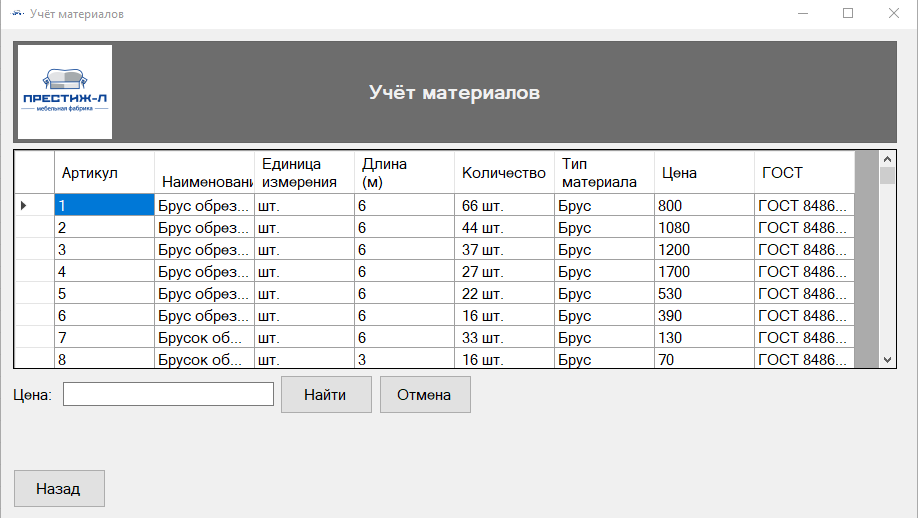 Учёт материалов
ПРЕСТИЖ-Л
мебельная фабрика
Учёт материалов
Артикул Наименовани Единица измерения Длина (м) Количество Тип материала Цена ГОСТ
1 Брус обрез... шт. 6 66 шт. Брус 800 ГОСТ 8486...
2 Брус обрез... шт. 6 44 шт. Брус 1080 ГОСТ 8486...
3 Брус обрез... шт. 6 37 шт. Брус 1200 ГОСТ 8486...
4 Брус обрез... шт. 6 27 шт. Брус 1700 ГОСТ 8486...
5 Брус обрез... шт. 6 22 шт. Брус 530 ГОСТ 8486...
6 Брус обрез... шт. 6 16 шт. Брус 390 ГОСТ 8486...
7 Брусок об... шт. 6 33 шт. Брус 130 ГОСТ 8486...
8 Брусок об... шт. 3 16 шт. Брус 70 ГОСТ 8486...
Цена: Найти Отмена
Назад